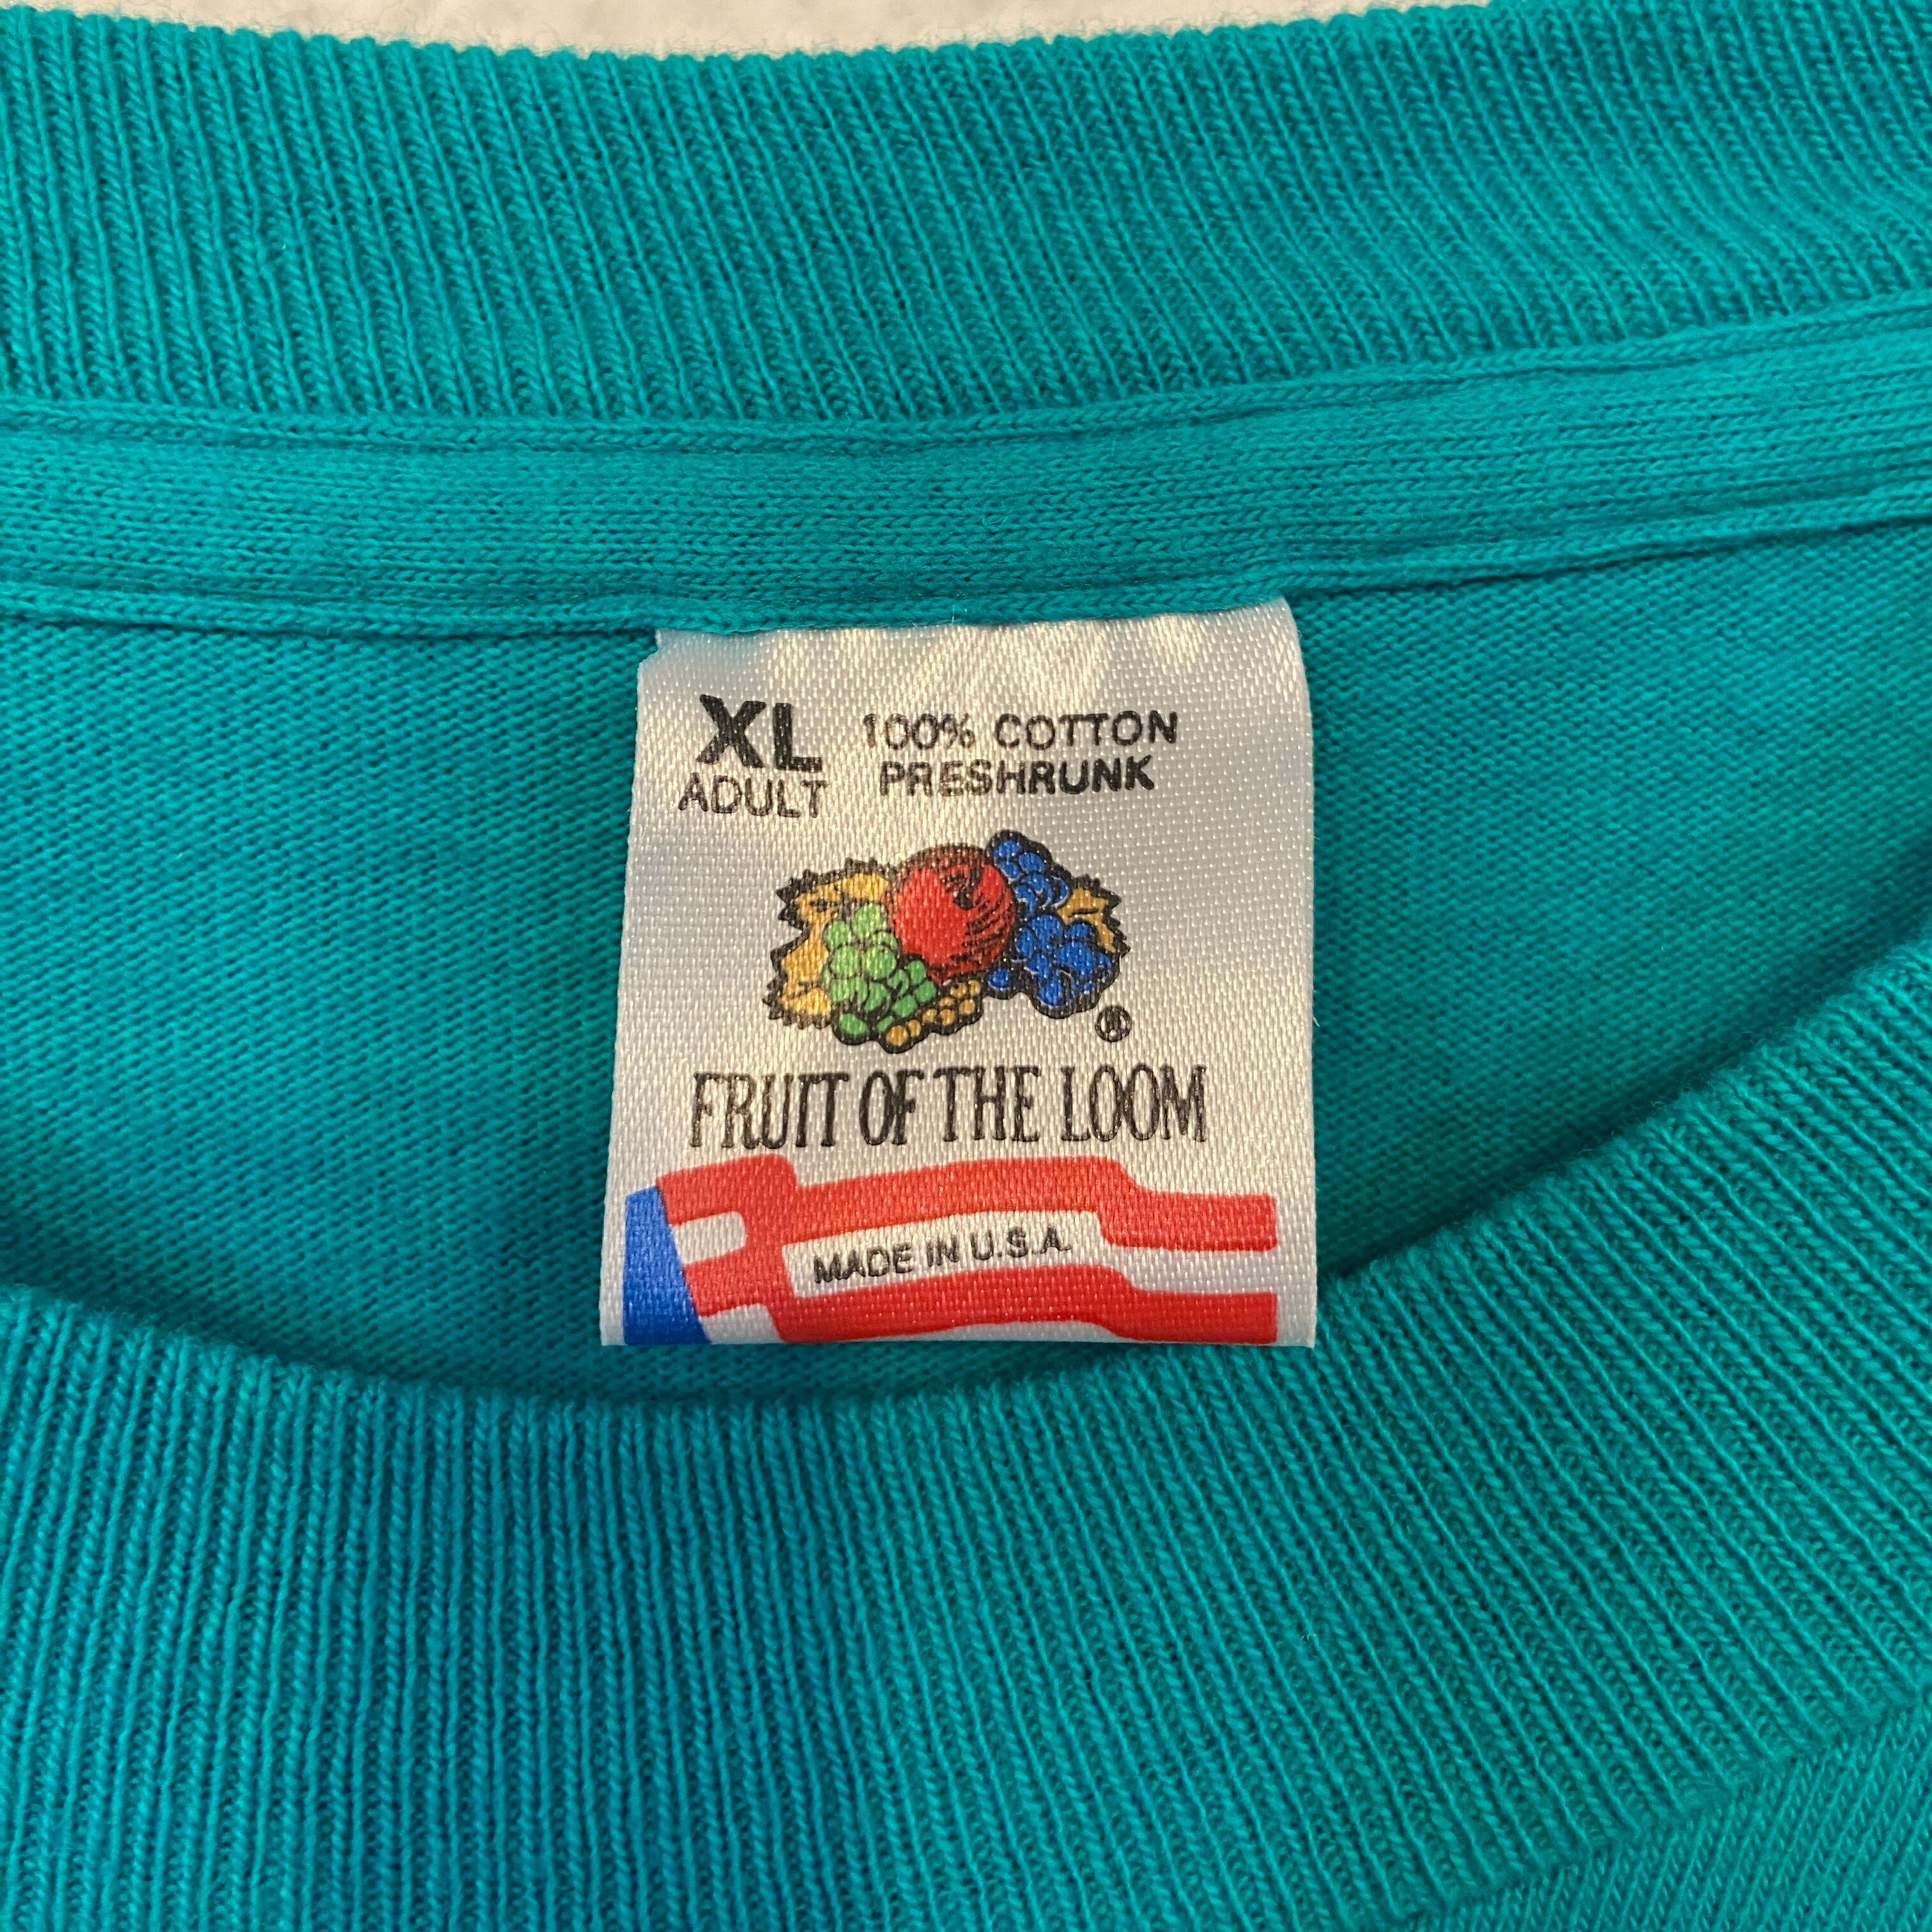 XL 100% COTTON
ADULT PRESHRUNK
®
FRUIT OF THE LOOM
MADE IN U.S.A.